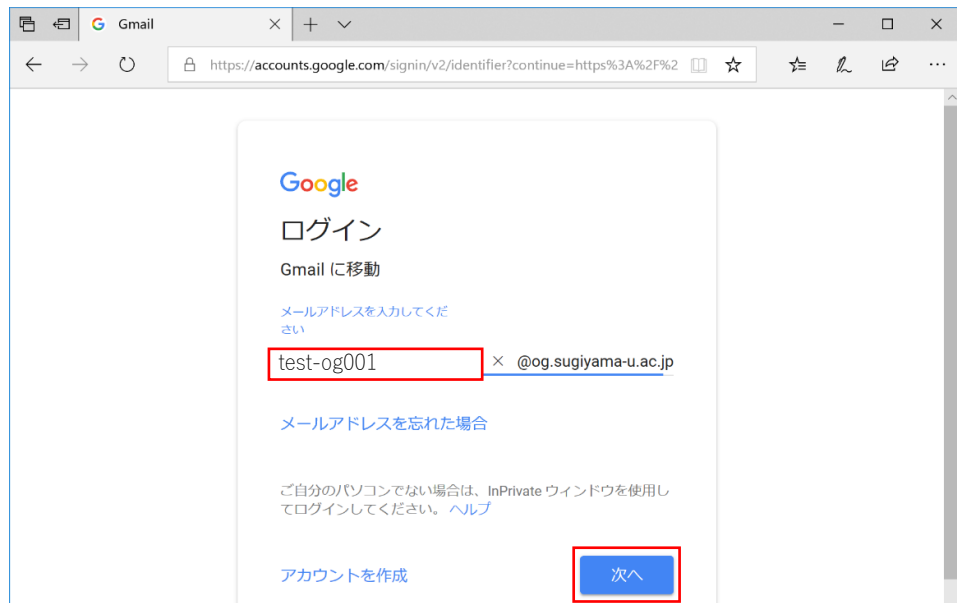 Gmail
https://accounts.google.com/signin/v2/identifier?continue=https%3A%2F%2
Google
ログイン
Gmail に移動
メールアドレスを入力してくだ
さい
test-og001 @og.sugiyama-u.ac.jp
メールアドレスを忘れた場合
ご自分のパソコンでない場合は、InPrivate ウィンドウを使用し
てログインしてください。ヘルプ
アカウントを作成 次へ